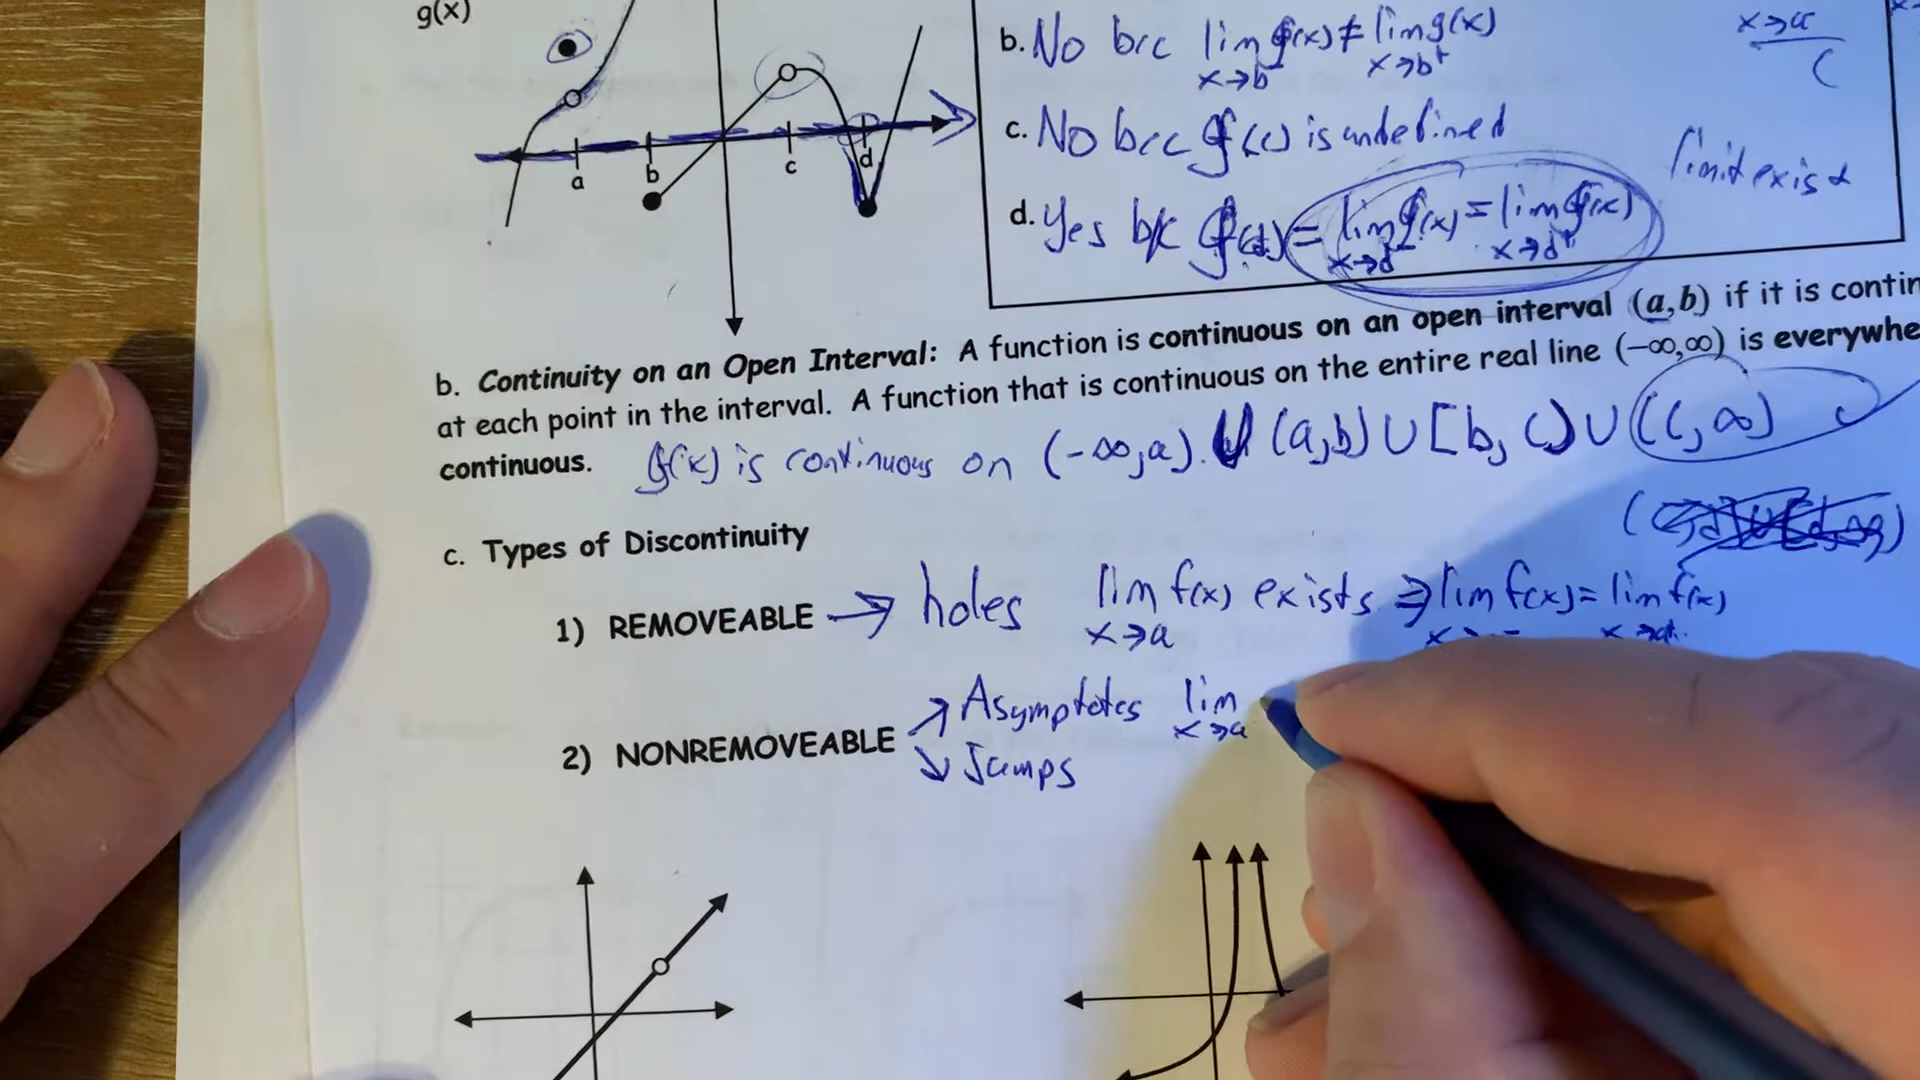 g(x)
a
b
c
d
b. No b/c lim g(x) ≠ lim g(x)
x→b⁻ x→b⁺
c. No b/c g(c) is undefined
d. Yes b/c g(d) = lim g(x) = lim g(x)
x→d⁻ x→d⁺
x→a
limit exist
b. Continuity on an Open Interval: A function is continuous on an open interval (a,b) if it is contin
at each point in the interval. A function that is continuous on the entire real line (-∞,∞) is everywhe
continuous. g(x) is continuous on (-∞,a) ∪ (a,b) ∪ [b, c) ∪ (c, ∞)
c. Types of Discontinuity
1) REMOVEABLE → holes lim f(x) exists ⇒ lim f(x) = lim f(x)
x→a x→a⁺
2) NONREMOVEABLE ↗ Asymptotes lim
x→a
↘ Jumps